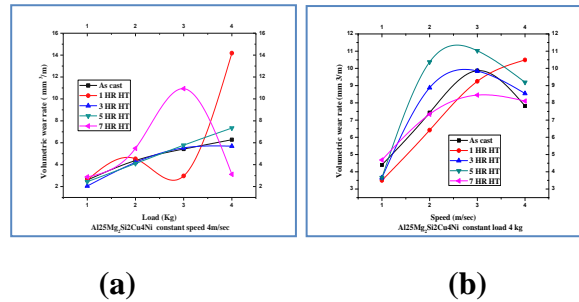 1 2 3 4
16 16
14 14
12 12
10 10
8 8
6 6
4 4
2 2
Volumetric wear rate ( mm ³/m)
As cast
1 HR HT
3 HR HT
5 HR HT
7 HR HT
1 2 3 4
Load (Kg)
Al25Mg₂Si2Cu4Ni constant speed 4m/sec
(a)
1 2 3 4
12 12
11 11
10 10
9 9
8 8
7 7
6 6
5 5
4 4
3 3
Volumetric wear rate (mm 3/m)
As cast
1 HR HT
3 HR HT
5 HR HT
7 HR HT
1 2 3 4
Speed (m/sec)
Al25Mg₂Si2Cu4Ni constant load 4 kg
(b)